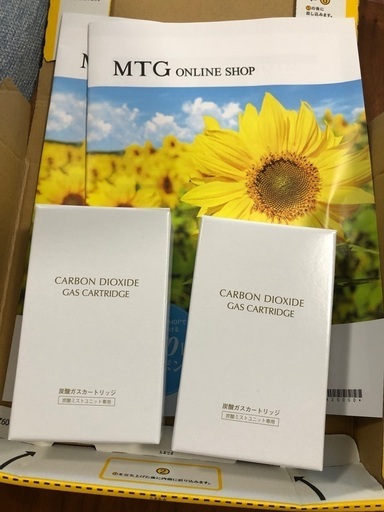 MTG ONLINE SHOP
CARBON DIOXIDE
GAS CARTRIDGE
炭酸ガスカートリッジ
炭酸ミストユニット専用
CARBON DIOXIDE
GAS CARTRIDGE
炭酸ガスカートリッジ
炭酸ミストユニット専用